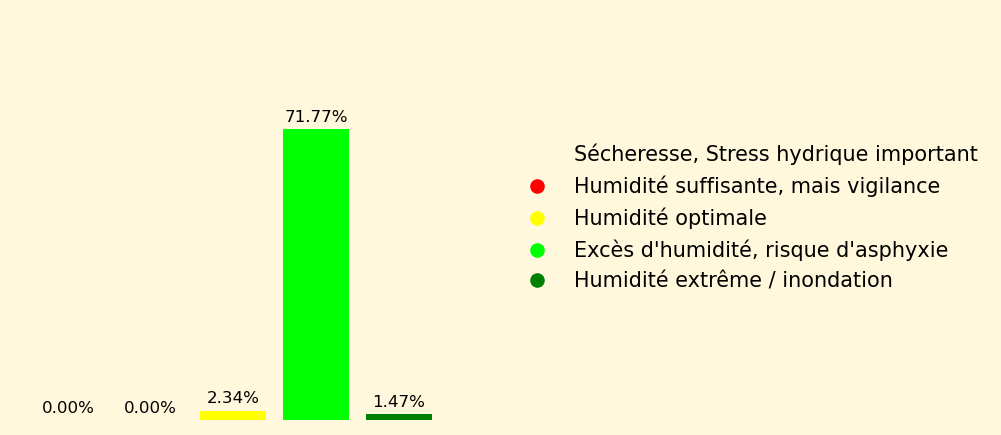 71.77%
0.00%
0.00%
2.34%
1.47%
Sécheresse, Stress hydrique important
Humidité suffisante, mais vigilance
Humidité optimale
Excès d'humidité, risque d'asphyxie
Humidité extrême / inondation